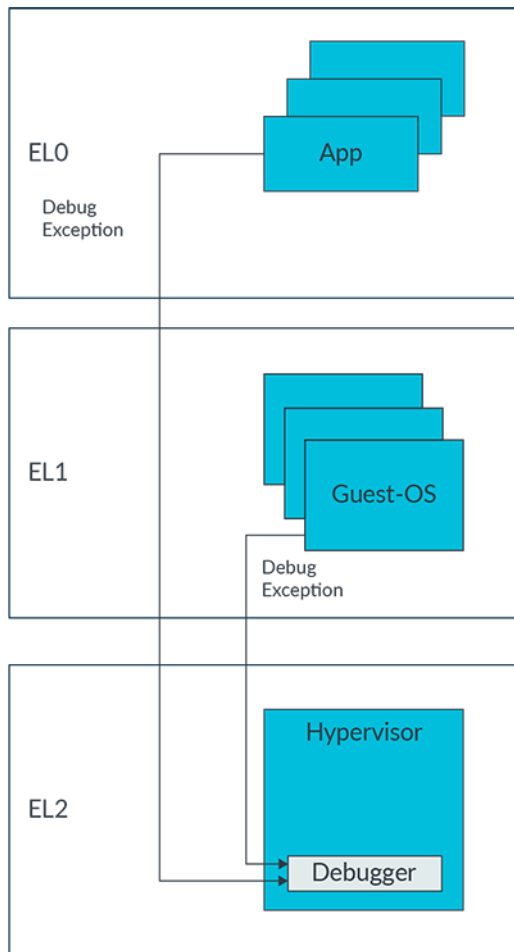 EL0
App
Debug
Exception
EL1
Guest-OS
Debug
Exception
Hypervisor
EL2
Debugger